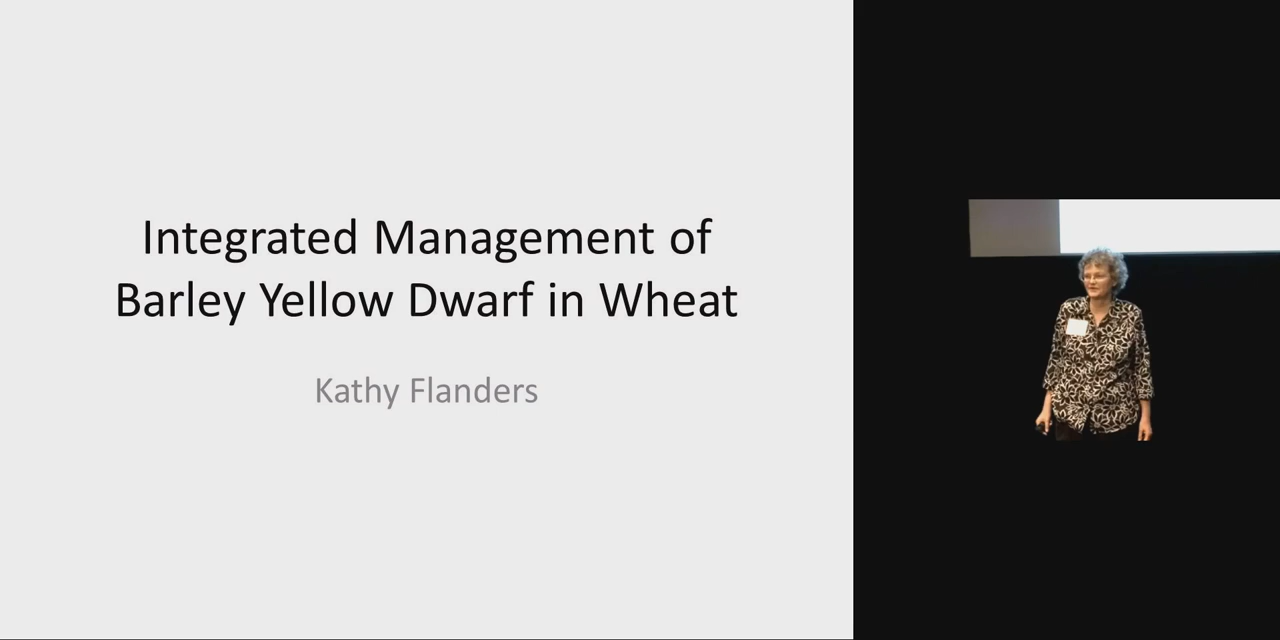 Integrated Management of
Barley Yellow Dwarf in Wheat
Kathy Flanders